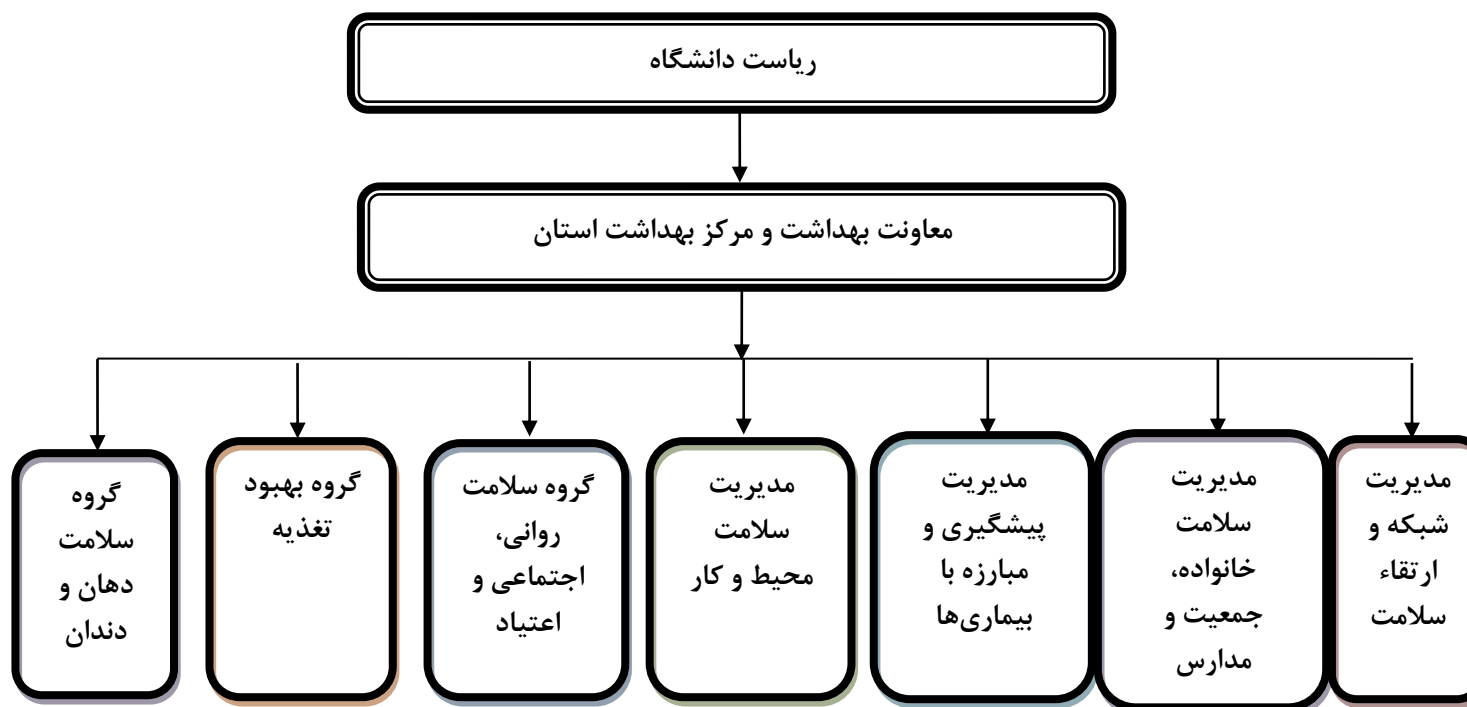 ریاست دانشگاه
معاونت بهداشت و مرکز بهداشت استان
مدیریت
شبکه و
ارتقاء
سلامت
مدیریت
سلامت
خانواده،
جمعیت و
مدارس
مدیریت
پیشگیری و
مبارزه با
بیماری‌ها
مدیریت
سلامت
محیط و کار
گروه سلامت
روانی،
اجتماعی و
اعتیاد
گروه بهبود
تغذیه
گروه
سلامت
دهان و
دندان